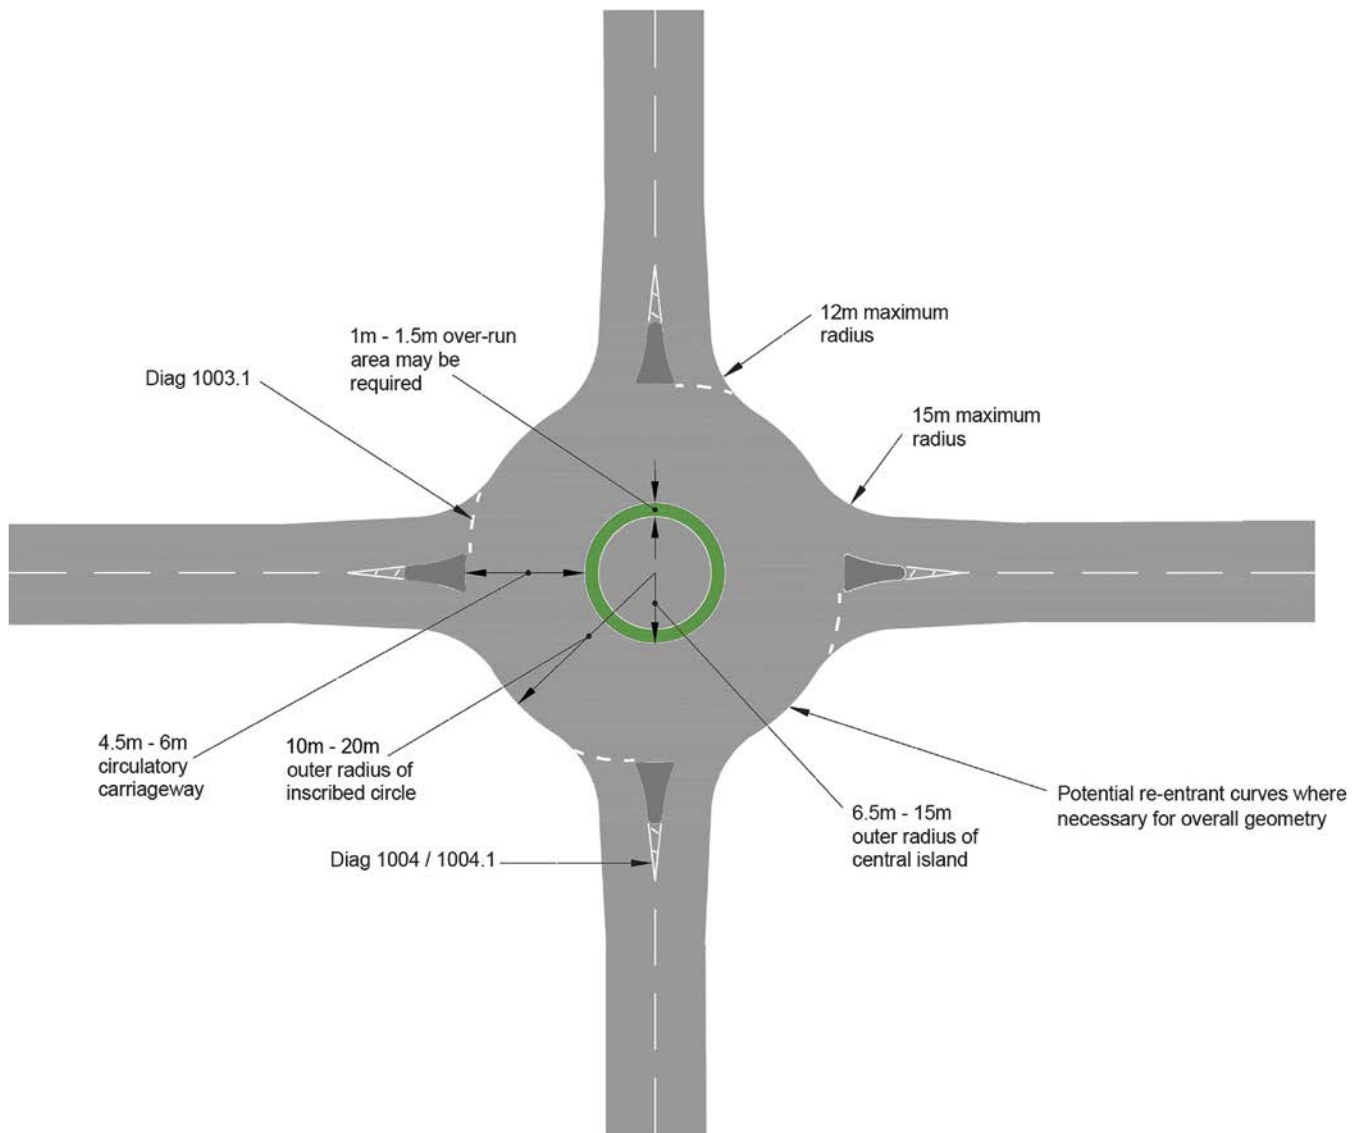 12m maximum
radius
1m - 1.5m over-run
area may be
required
Diag 1003.1
15m maximum
radius
4.5m - 6m
circulatory
carriageway
10m - 20m
outer radius of
inscribed circle
6.5m - 15m
outer radius of
central island
Potential re-entrant curves where
necessary for overall geometry
Diag 1004 / 1004.1